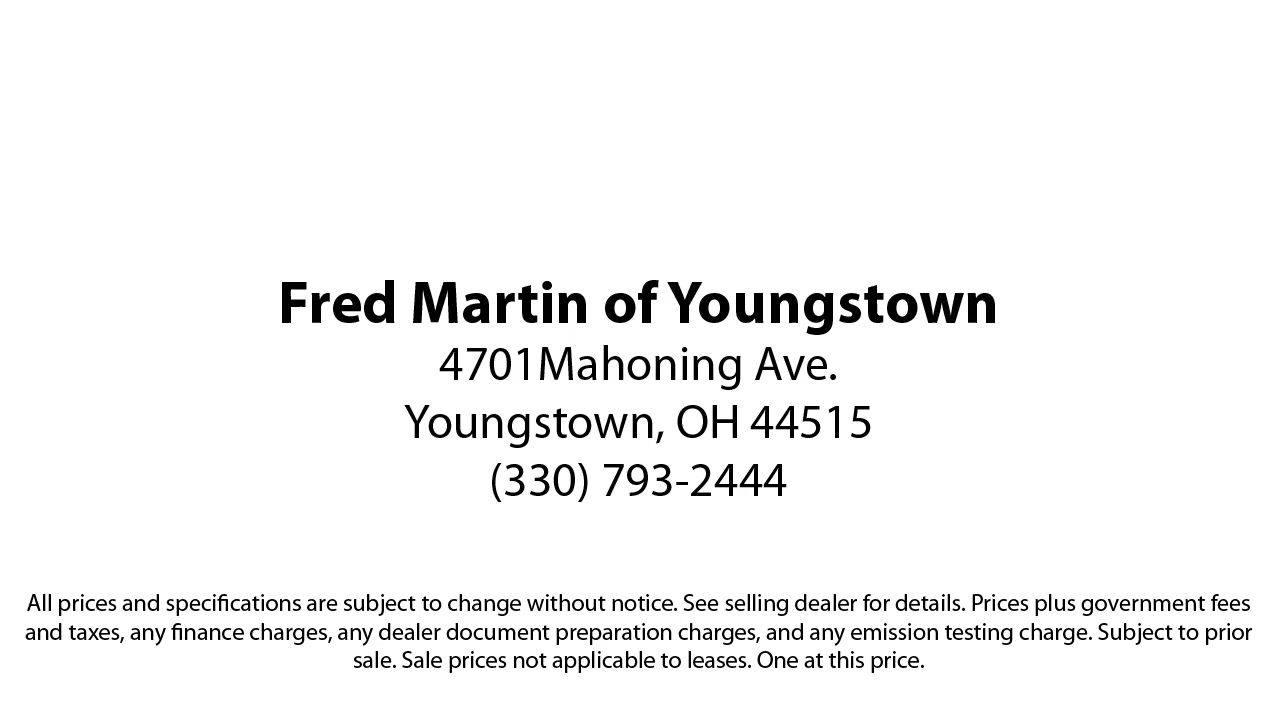 Fred Martin of Youngstown
4701Mahoning Ave.
Youngstown, OH 44515
(330) 793-2444
All prices and specifications are subject to change without notice. See selling dealer for details. Prices plus government fees
and taxes, any finance charges, any dealer document preparation charges, and any emission testing charge. Subject to prior
sale. Sale prices not applicable to leases. One at this price.